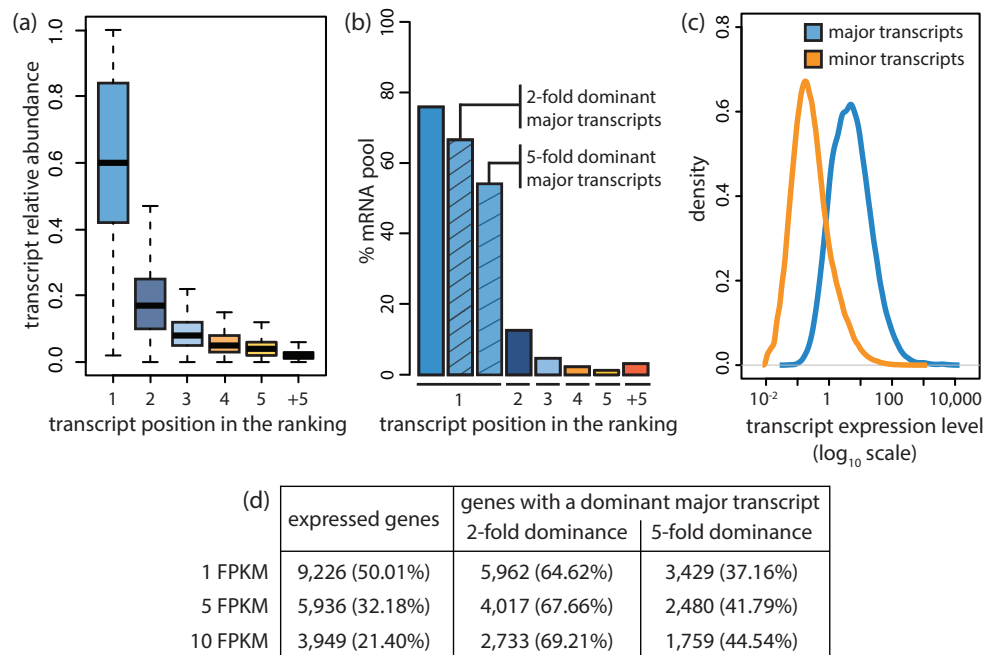 (a)
transcript relative abundance
1.0
0.8
0.6
0.4
0.2
0.0
1 2 3 4 5 +5
transcript position in the ranking
(b)
% mRNA pool
100
80
60
40
20
0
2-fold dominant
major transcripts
5-fold dominant
major transcripts
1 2 3 4 5 +5
transcript position in the ranking
(c)
density
0.8
0.6
0.4
0.2
0.0
major transcripts
minor transcripts
10-2 1 100 10,000
transcript expression level
(log10 scale)
(d)
expressed genes
genes with a dominant major transcript
2-fold dominance 5-fold dominance
1 FPKM 9,226 (50.01%) 5,962 (64.62%) 3,429 (37.16%)
5 FPKM 5,936 (32.18%) 4,017 (67.66%) 2,480 (41.79%)
10 FPKM 3,949 (21.40%) 2,733 (69.21%) 1,759 (44.54%)